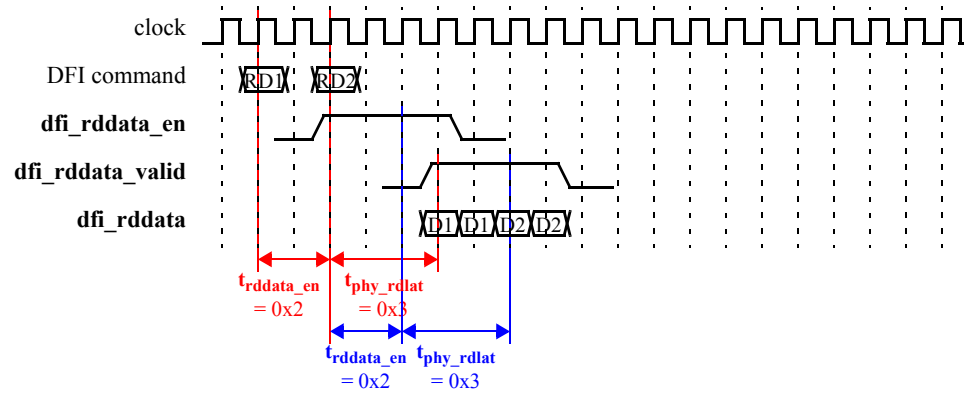 clock
DFI command RD1 RD2
dfi_rddata_en
dfi_rddata_valid
dfi_rddata D1 D1 D2 D2
trddata_en tphy_rdlat
= 0x2 = 0x3
trddata_en tphy_rdlat
= 0x2 = 0x3